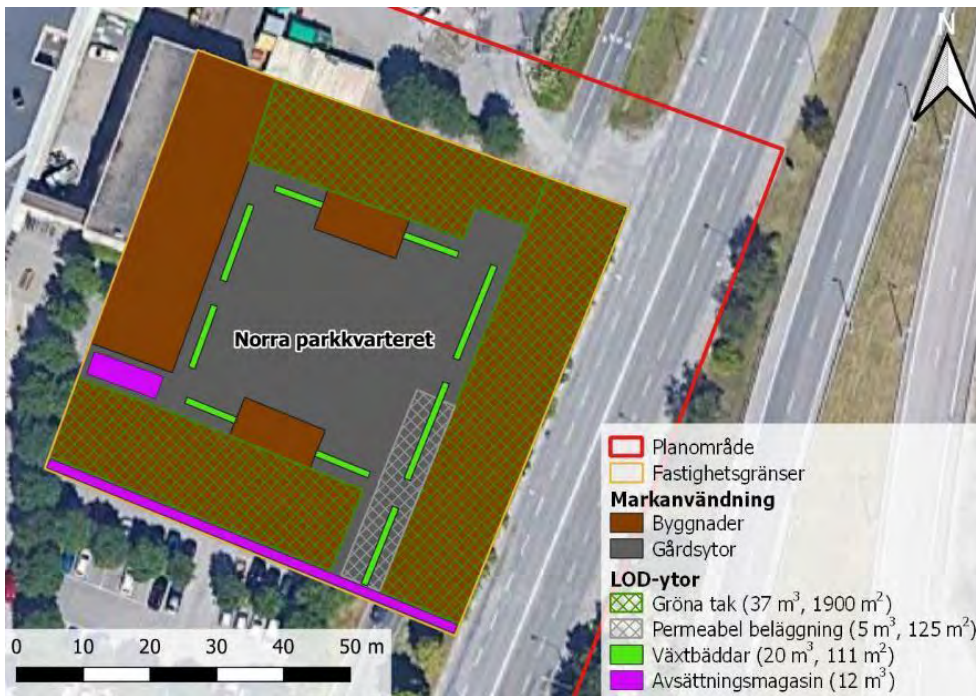 N
Norra parkkvarteret
Planområde
Fastighetsgränser
Markanvändning
Byggnader
Gårdsytor
LOD-ytor
Gröna tak (37 m³, 1900 m²)
Permeabel beläggning (5 m³, 125 m²)
Växtbäddar (20 m³, 111 m²)
Avsättningsmagasin (12 m³)
0 10 20 30 40 50 m